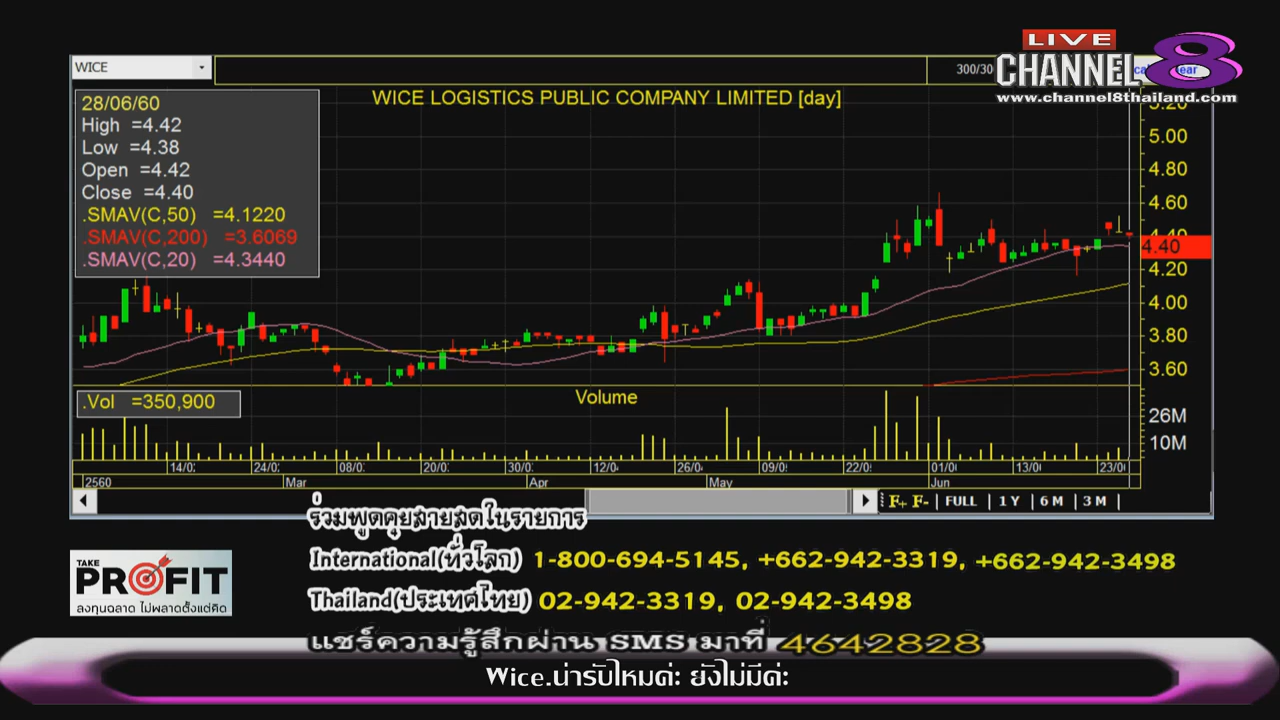 LIVE
CHANNEL 8
www.channel8thailand.com
WICE
300/30
WICE LOGISTICS PUBLIC COMPANY LIMITED [day]
28/06/60
High =4.42
Low =4.38
Open =4.42
Close =4.40
.SMAV(C,50) =4.1220
.SMAV(C,200) =3.6069
.SMAV(C,20) =4.3440
5.20
5.00
4.80
4.60
4.40
4.40
4.20
4.00
3.80
3.60
.Vol =350,900
Volume
26M
10M
14/0 24/0 08/0 20/0 30/0 12/0 26/0 09/0 22/0 01/0 13/0 23/0
2560 Mar Apr May Jun
F+ F- | FULL | 1 Y | 6 M | 3 M |
ร่วมพูดคุยสายสดในรายการ
International(ทั่วโลก) 1-800-694-5145, +662-942-3319, +662-942-3498
Thailand(ประเทศไทย) 02-942-3319, 02-942-3498
แชร์ความรู้สึกผ่าน SMS มาที่ 4642828
TAKE
PROFIT
ลงทุนฉลาด ไม่พลาดตั้งแต่คิด
Wice.น่ารับไหมค่ะ ยังไม่มีค่ะ